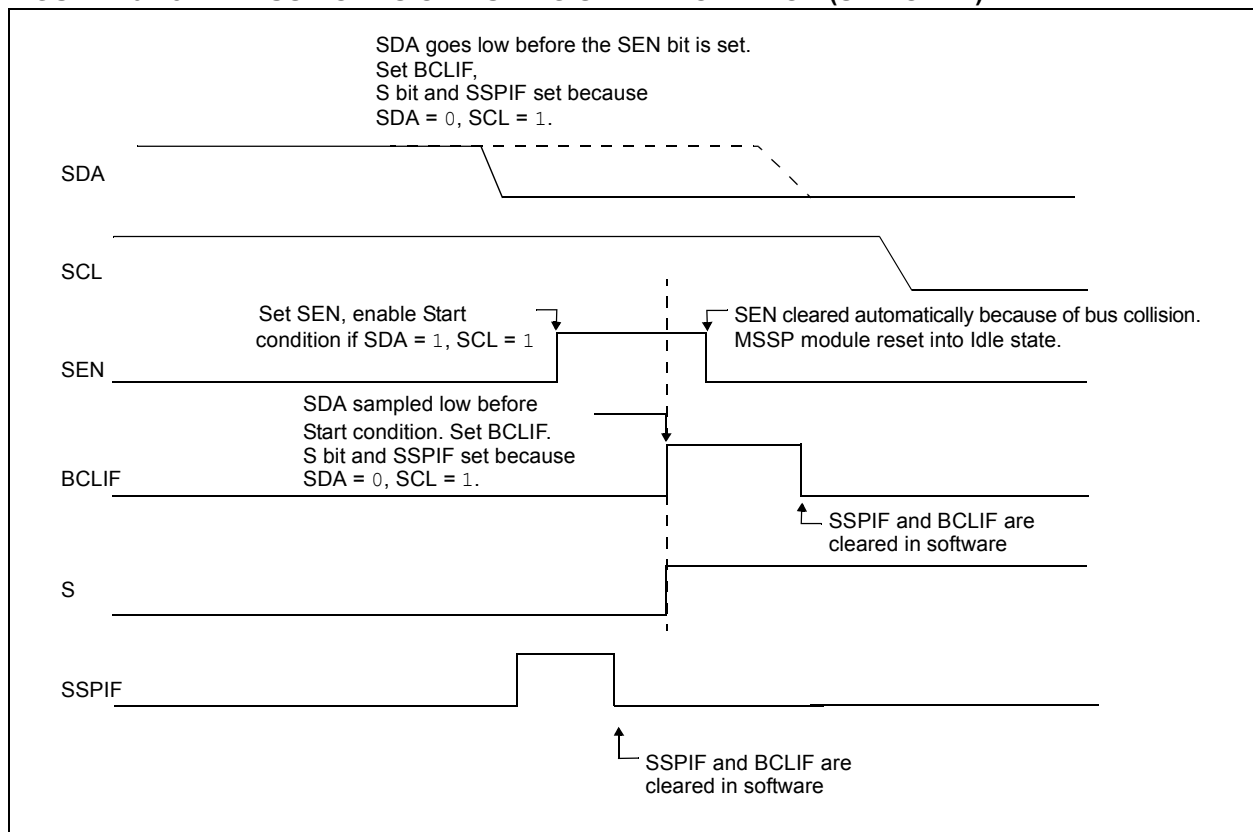 SDA goes low before the SEN bit is set.
Set BCLIF,
S bit and SSPIF set because
SDA = 0, SCL = 1.
SDA
SCL
Set SEN, enable Start
condition if SDA = 1, SCL = 1
SEN cleared automatically because of bus collision.
MSSP module reset into Idle state.
SEN
SDA sampled low before
Start condition. Set BCLIF.
S bit and SSPIF set because
SDA = 0, SCL = 1.
BCLIF
SSPIF and BCLIF are
cleared in software
S
SSPIF
SSPIF and BCLIF are
cleared in software